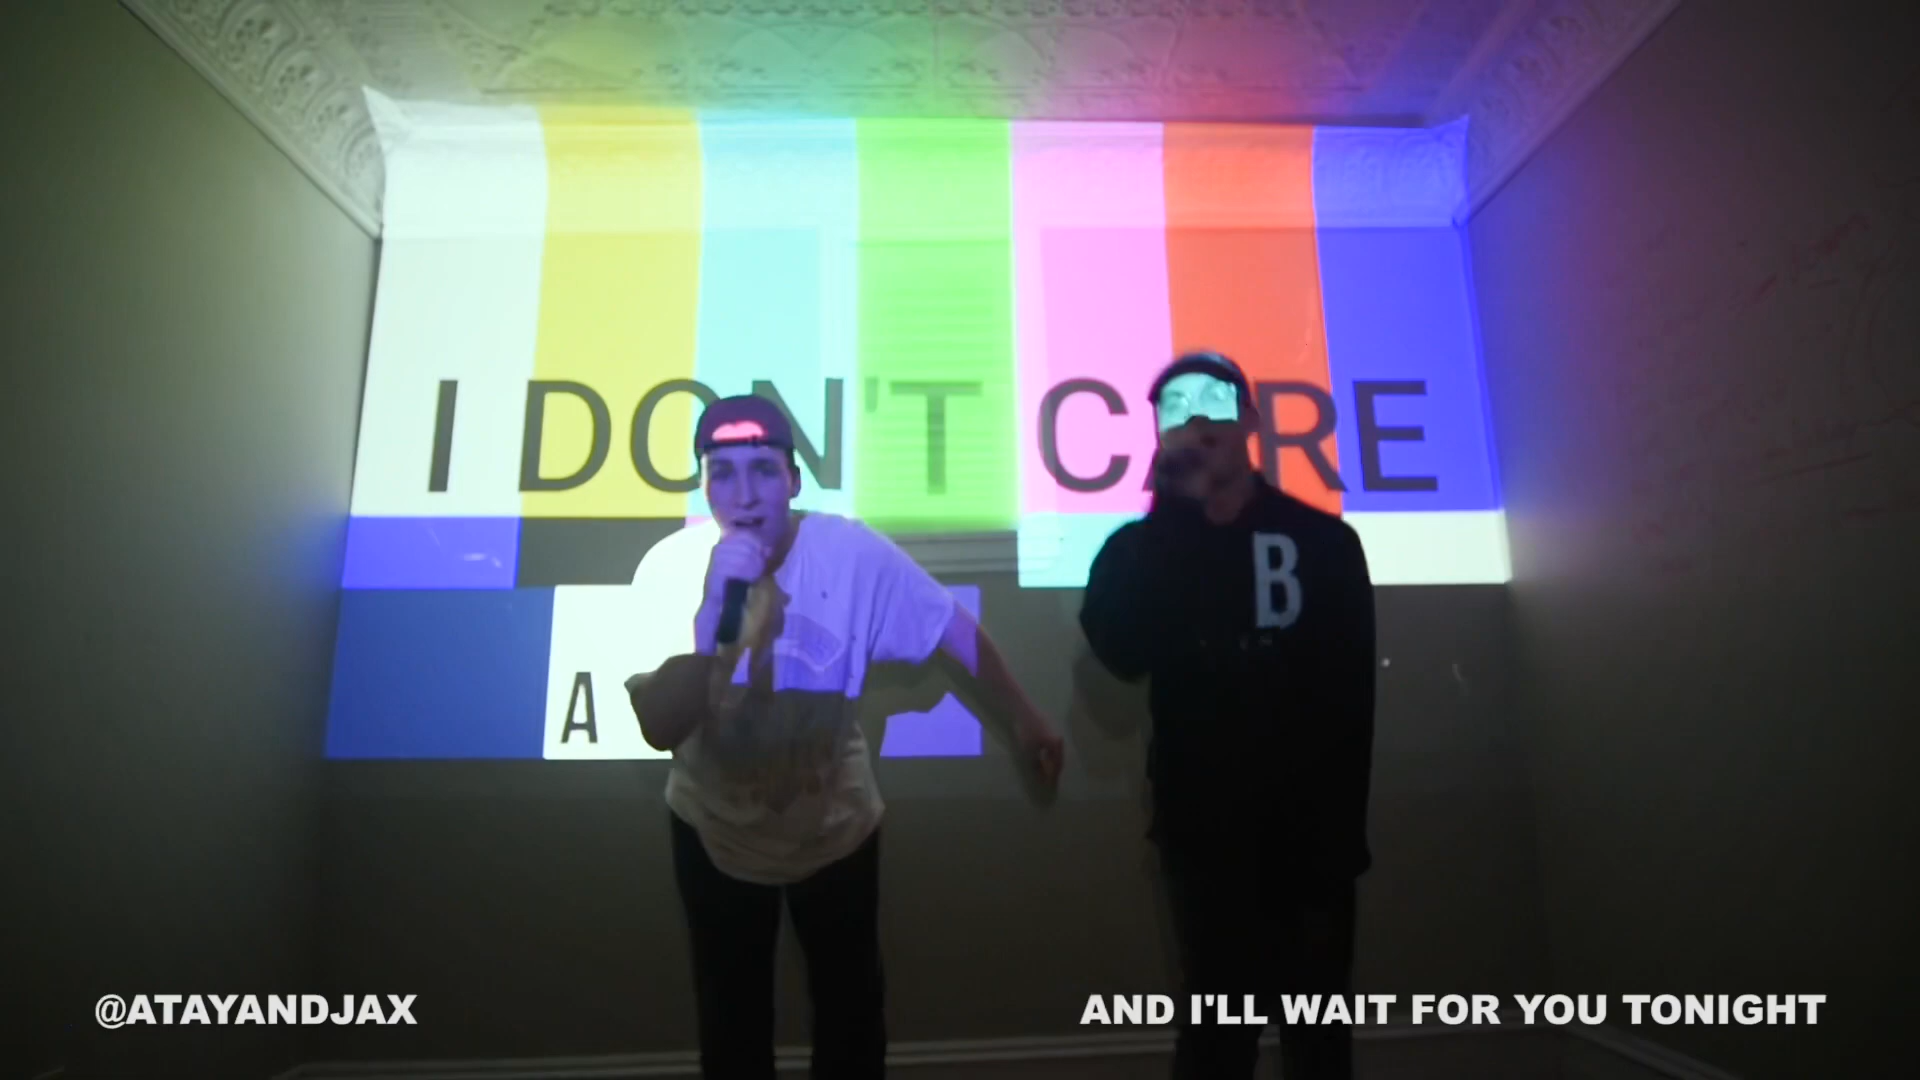 I DON'T CARE
B
A
@ATAYANDJAX
AND I'LL WAIT FOR YOU TONIGHT